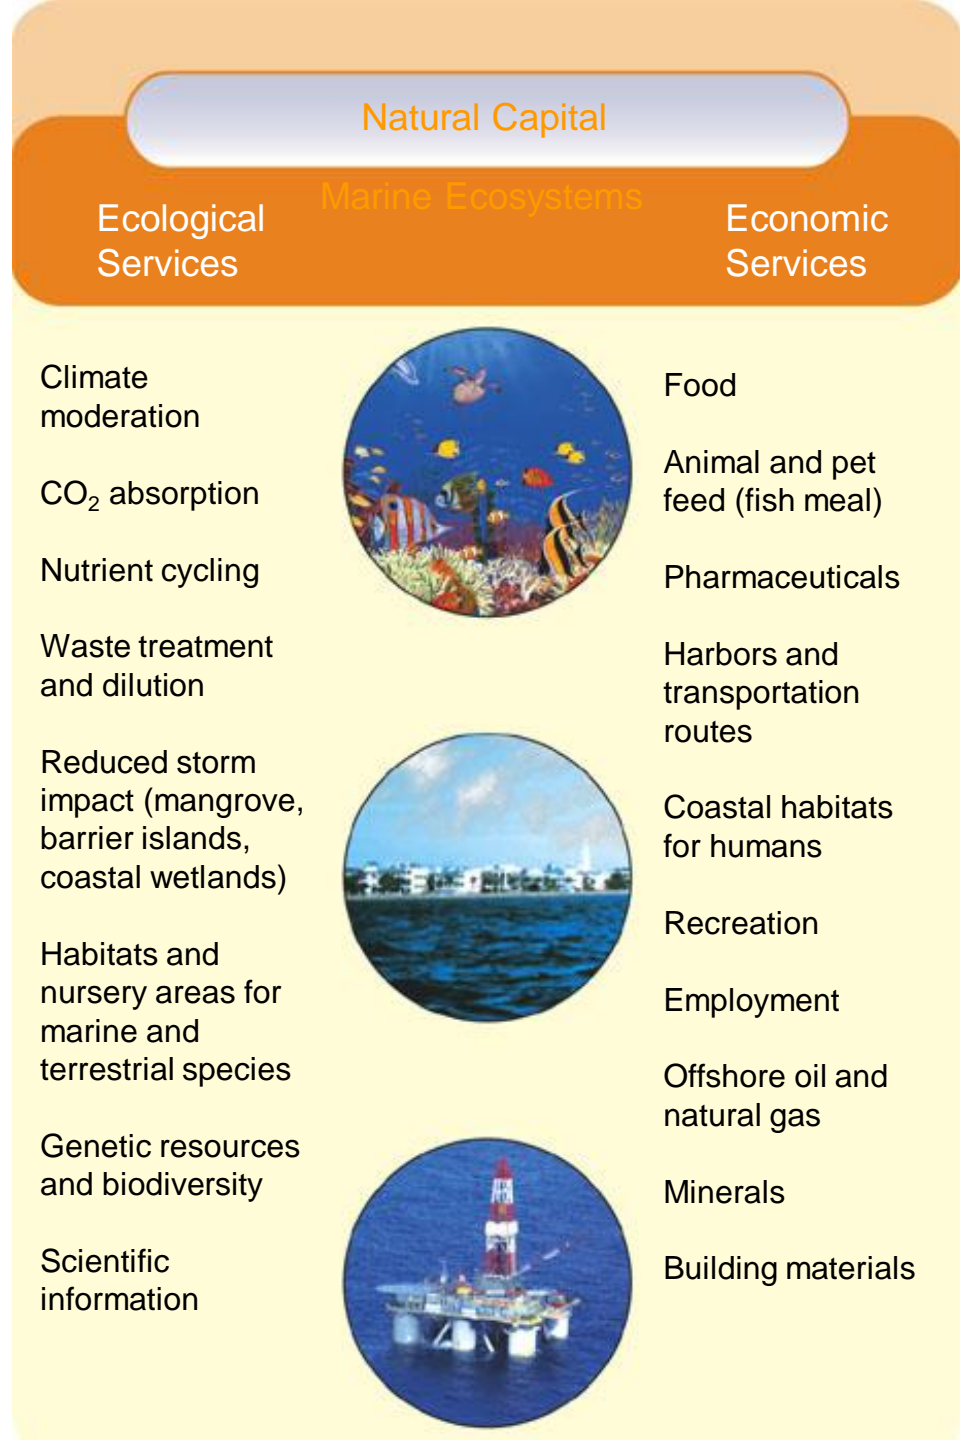 Natural Capital
Marine Ecosystems
Ecological
Services
Economic
Services
Climate
moderation
CO₂ absorption
Nutrient cycling
Waste treatment
and dilution
Reduced storm
impact (mangrove,
barrier islands,
coastal wetlands)
Habitats and
nursery areas for
marine and
terrestrial species
Genetic resources
and biodiversity
Scientific
information
Food
Animal and pet
feed (fish meal)
Pharmaceuticals
Harbors and
transportation
routes
Coastal habitats
for humans
Recreation
Employment
Offshore oil and
natural gas
Minerals
Building materials